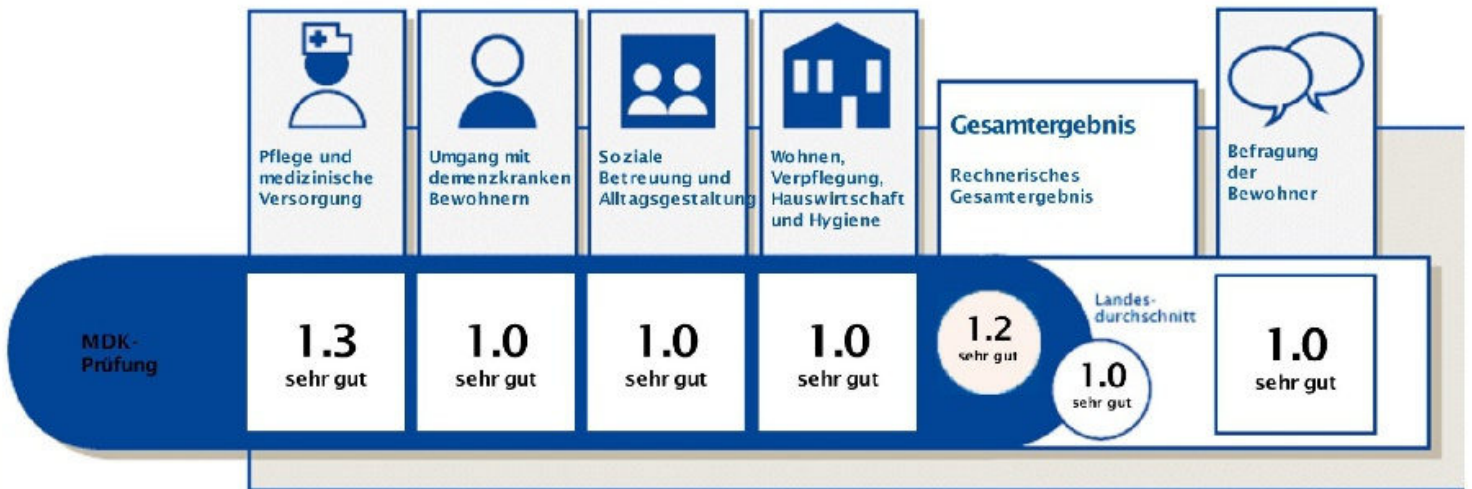 Pflege und
medizinische
Versorgung
Umgang mit
demenzkranken
Bewohnern
Soziale
Betreuung und
Alltagsgestaltung
Wohnen,
Verpflegung,
Hauswirtschaft
und Hygiene
Gesamtergebnis
Rechnerisches
Gesamtergebnis
Befragung
der
Bewohner
MDK-
Prüfung
1.3
sehr gut
1.0
sehr gut
1.0
sehr gut
1.0
sehr gut
1.2
sehr gut
Landes-
durchschnitt
1.0
sehr gut
1.0
sehr gut